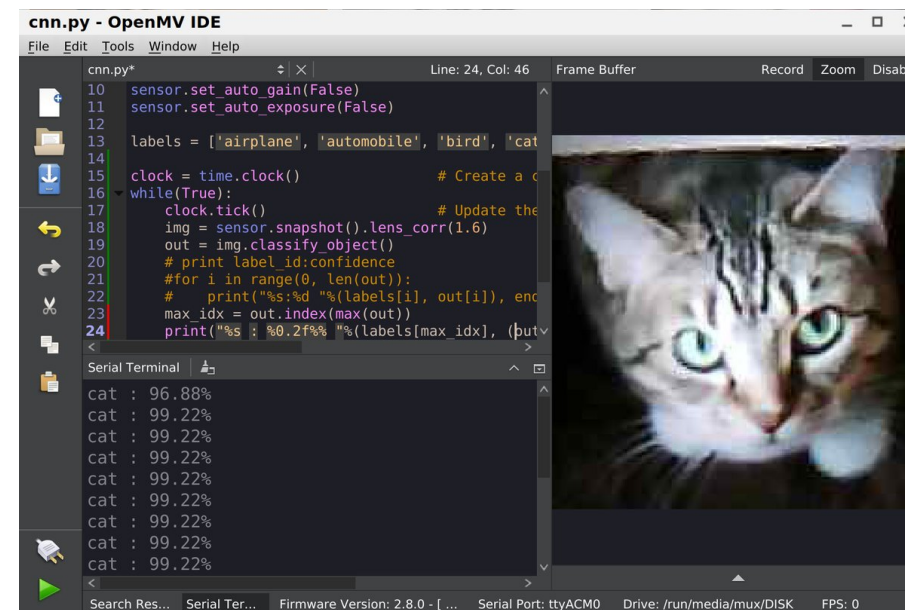 cnn.py - OpenMV IDE
File Edit Tools Window Help
cnn.py* Line: 24, Col: 46 Frame Buffer Record Zoom Disab
10 sensor.set_auto_gain(False)
11 sensor.set_auto_exposure(False)
12
13 labels = ['airplane', 'automobile', 'bird', 'cat
14
15 clock = time.clock() # Create a c
16 while(True):
17 clock.tick() # Update the
18 img = sensor.snapshot().lens_corr(1.6)
19 out = img.classify_object()
20 # print label_id:confidence
21 #for i in range(0, len(out)):
22 # print("%s:%d "%(labels[i], out[i]), end
23 max_idx = out.index(max(out))
24 print("%s : %0.2f%% "%(labels[max_idx], (out
Serial Terminal
cat : 96.88%
cat : 99.22%
cat : 99.22%
cat : 99.22%
cat : 99.22%
cat : 99.22%
cat : 99.22%
cat : 99.22%
cat : 99.22%
Search Res... Serial Ter... Firmware Version: 2.8.0 - [ ... Serial Port: ttyACM0 Drive: /run/media/mux/DISK FPS: 0